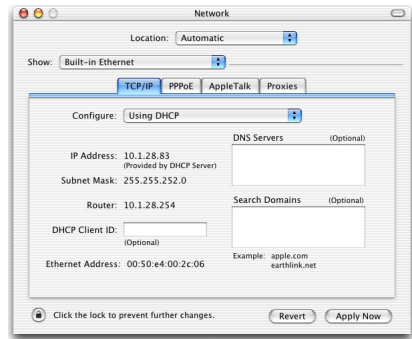 Network
Location: Automatic
Show: Built-in Ethernet
TCP/IP PPPoE AppleTalk Proxies
Configure: Using DHCP
DNS Servers (Optional)
IP Address: 10.1.28.83
(Provided by DHCP Server)
Subnet Mask: 255.255.252.0
Router: 10.1.28.254
Search Domains (Optional)
DHCP Client ID:
(Optional)
Example: apple.com
earthlink.net
Ethernet Address: 00:50:e4:00:2c:06
Click the lock to prevent further changes.
Revert Apply Now